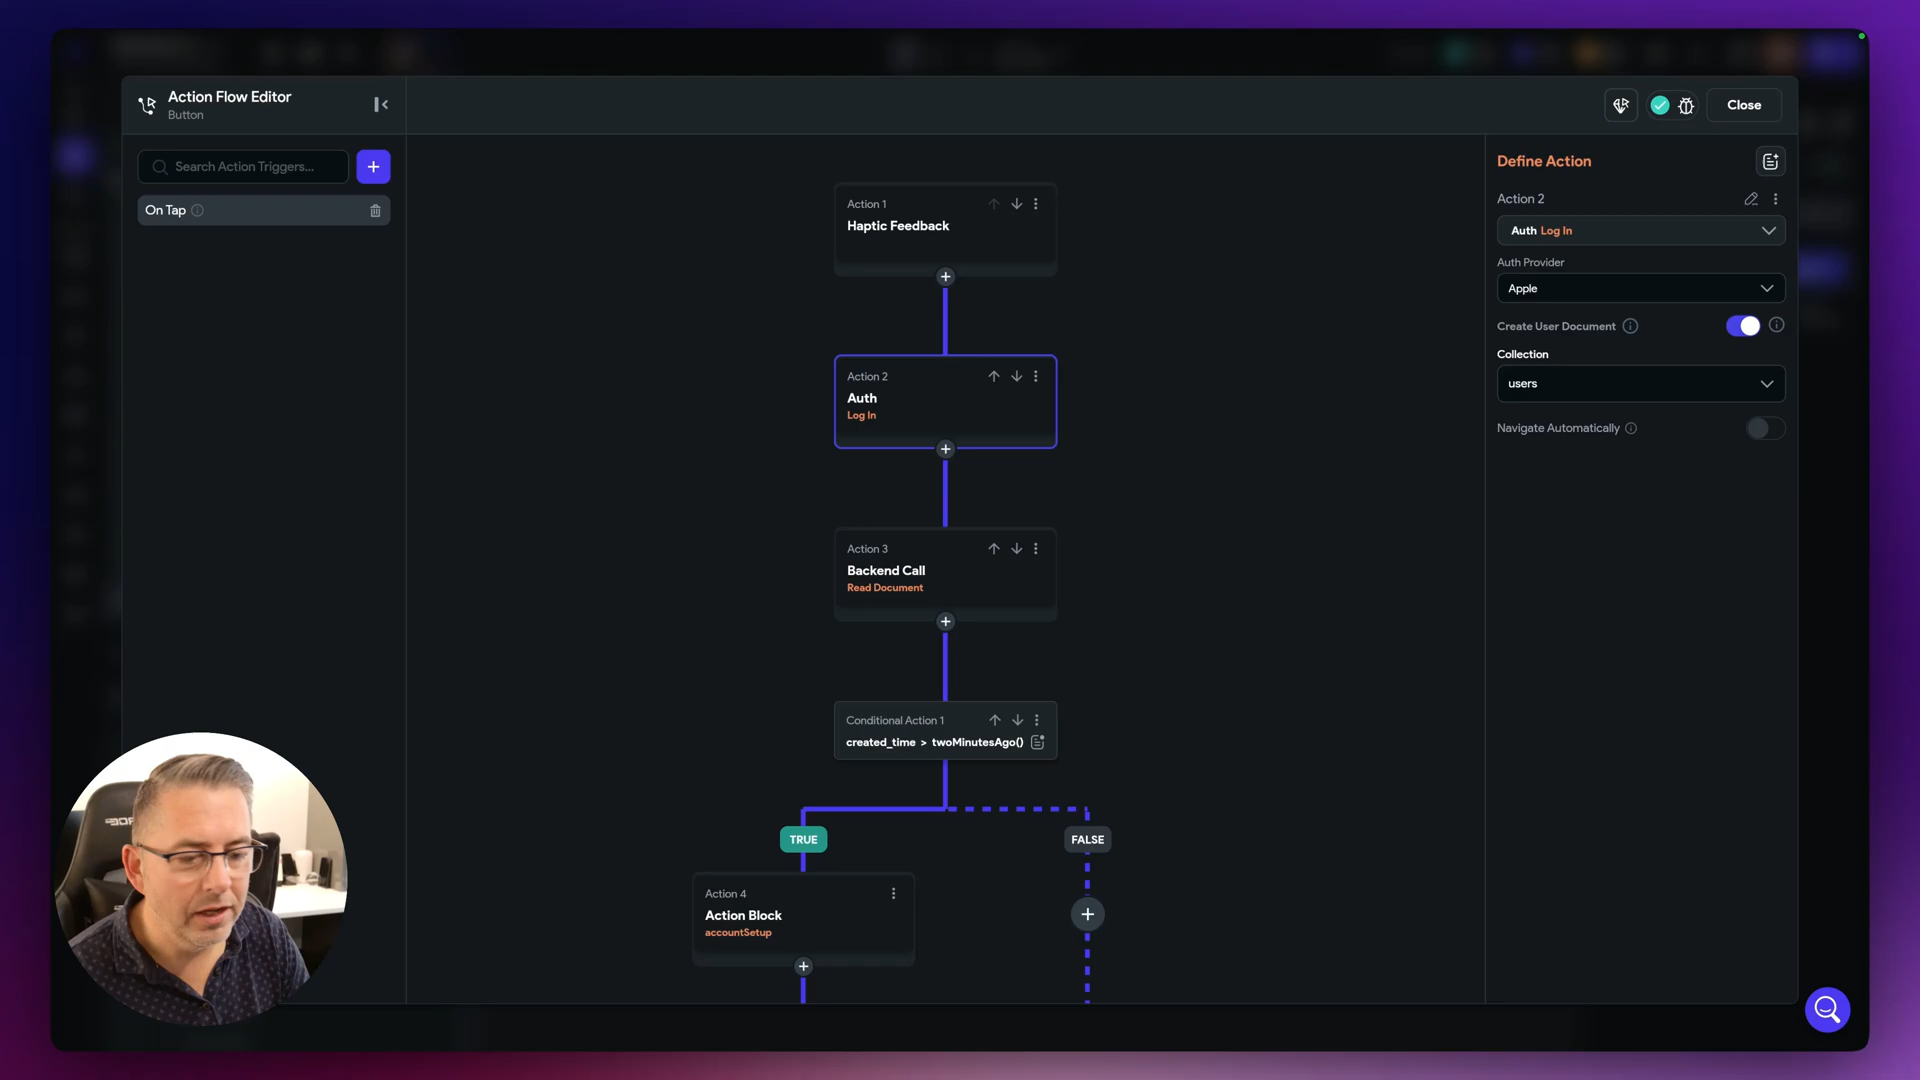 Action Flow Editor
Button
Close
Search Action Triggers...
On Tap
Action 1
Haptic Feedback
Action 2
Auth
Log In
Action 3
Backend Call
Read Document
Conditional Action 1
created_time > twoMinutesAgo()
TRUE
FALSE
Action 4
Action Block
accountSetup
Define Action
Action 2
Auth Log In
Auth Provider
Apple
Create User Document
Collection
users
Navigate Automatically